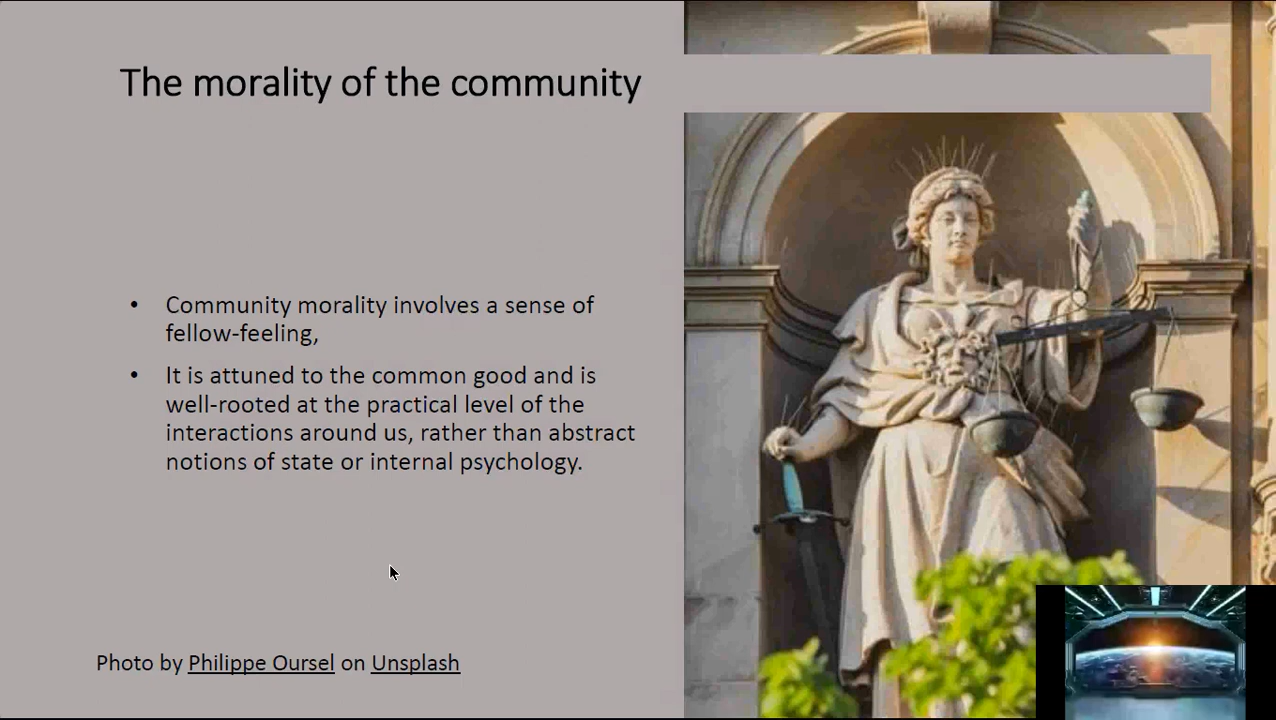 The morality of the community
• Community morality involves a sense of
fellow-feeling,
• It is attuned to the common good and is
well-rooted at the practical level of the
interactions around us, rather than abstract
notions of state or internal psychology.
Photo by Philippe Oursel on Unsplash